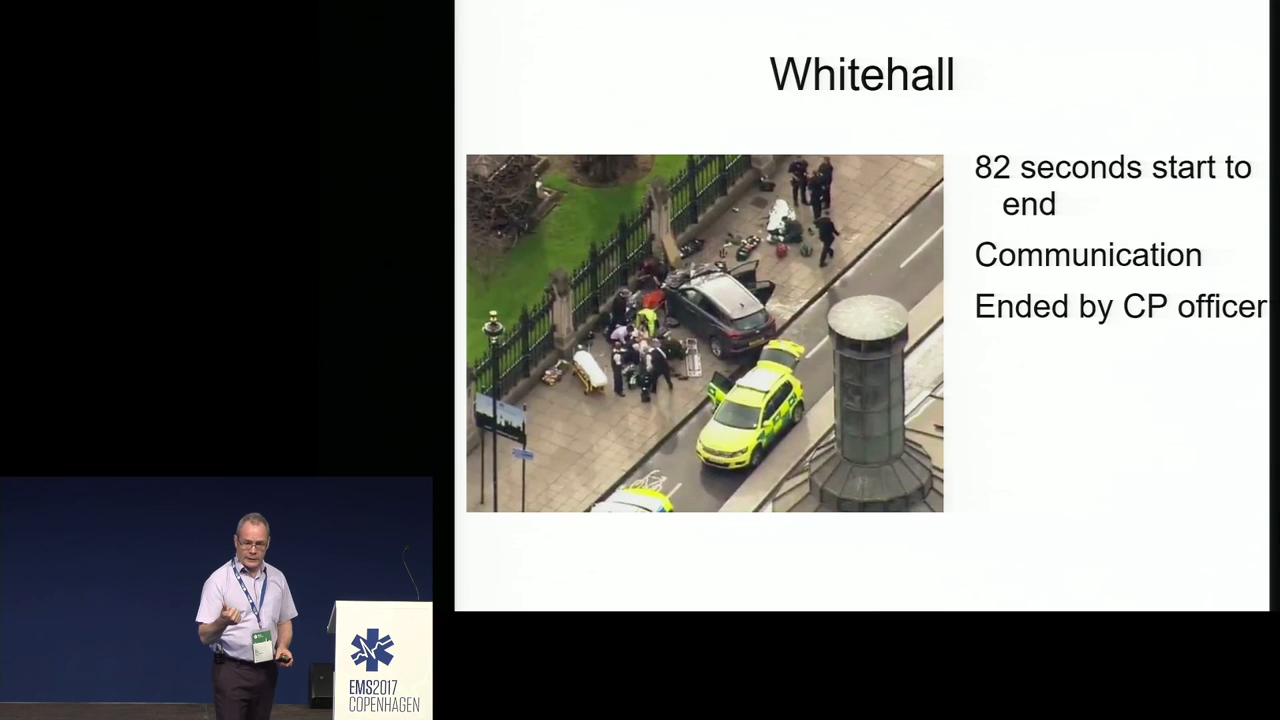 Whitehall
82 seconds start to
end
Communication
Ended by CP officer
EMS2017
COPENHAGEN